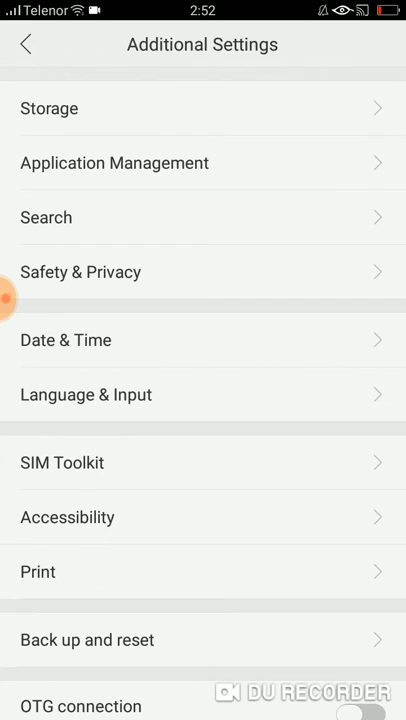 Telenor 2:52
Additional Settings
Storage
Application Management
Search
Safety & Privacy
Date & Time
Language & Input
SIM Toolkit
Accessibility
Print
Back up and reset
DU RECORDER
OTG connection